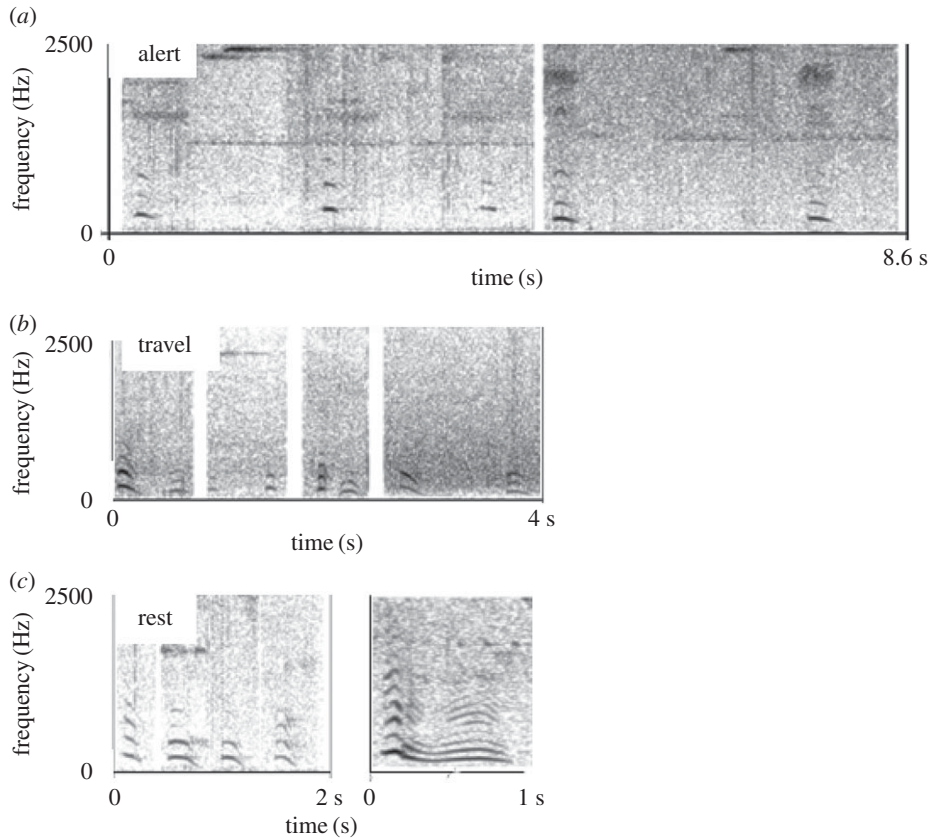 (a)
2500
alert
frequency (Hz)
0
0
8.6 s
time (s)
(b)
2500
travel
frequency (Hz)
0
0
4 s
time (s)
(c)
2500
rest
frequency (Hz)
0
0
2 s
0
1 s
time (s)